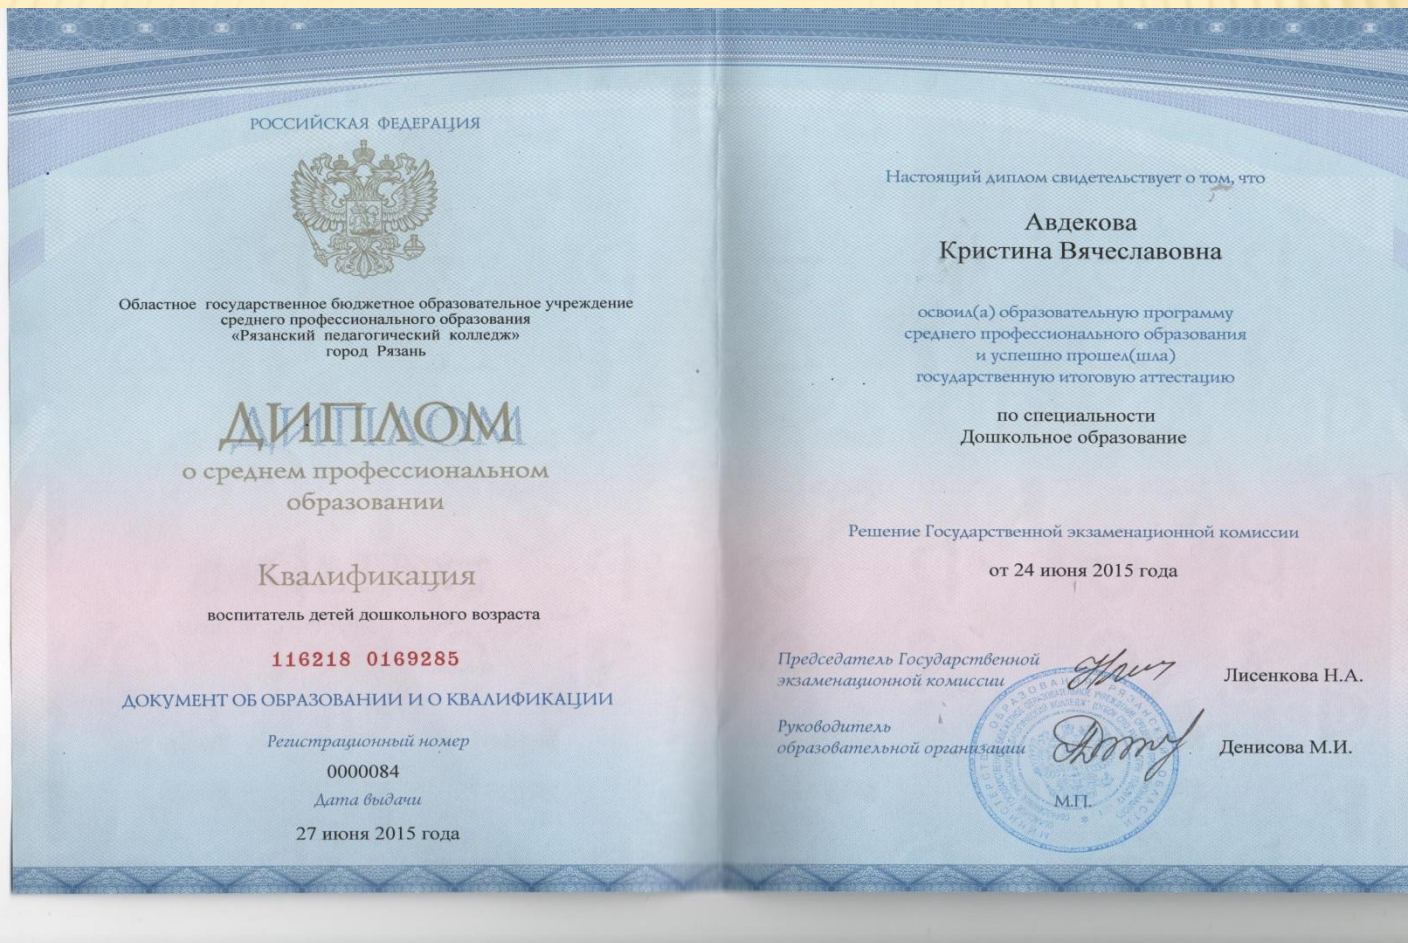 РОССИЙСКАЯ ФЕДЕРАЦИЯ
Областное государственное бюджетное образовательное учреждение
среднего профессионального образования
«Рязанский педагогический колледж»
город Рязань
ДИПЛОМ
о среднем профессиональном
образовании
Квалификация
воспитатель детей дошкольного возраста
116218 0169285
ДОКУМЕНТ ОБ ОБРАЗОВАНИИ И О КВАЛИФИКАЦИИ
Регистрационный номер
0000084
Дата выдачи
27 июня 2015 года
Настоящий диплом свидетельствует о том, что
Авдекова
Кристина Вячеславовна
освоил(а) образовательную программу
среднего профессионального образования
и успешно прошел(шла)
государственную итоговую аттестацию
по специальности
Дошкольное образование
Решение Государственной экзаменационной комиссии
от 24 июня 2015 года
Председатель Государственной
экзаменационной комиссии
Лисенкова Н.А.
Руководитель
образовательной организации
Денисова М.И.
М.П.